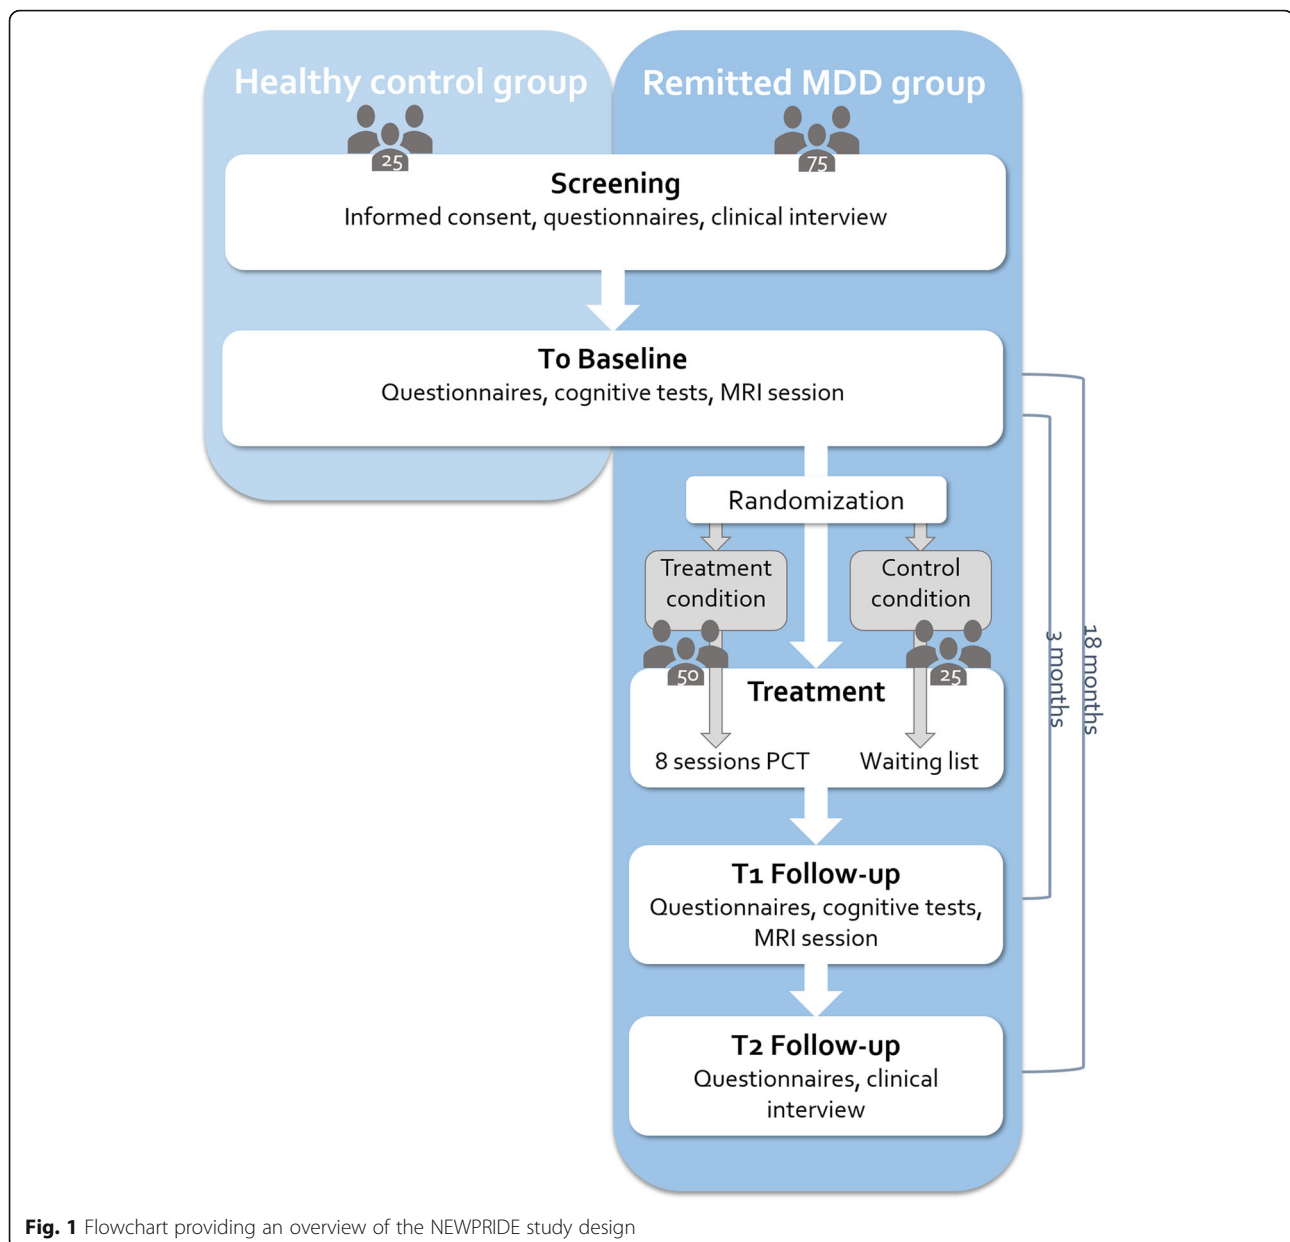 Healthy control group
Remitted MDD group
25
75
Screening
Informed consent, questionnaires, clinical interview
T0 Baseline
Questionnaires, cognitive tests, MRI session
Randomization
Treatment
condition
Control
condition
50
25
Treatment
8 sessions PCT
Waiting list
3 months
18 months
T1 Follow-up
Questionnaires, cognitive tests,
MRI session
T2 Follow-up
Questionnaires, clinical
interview
Fig. 1 Flowchart providing an overview of the NEWPRIDE study design